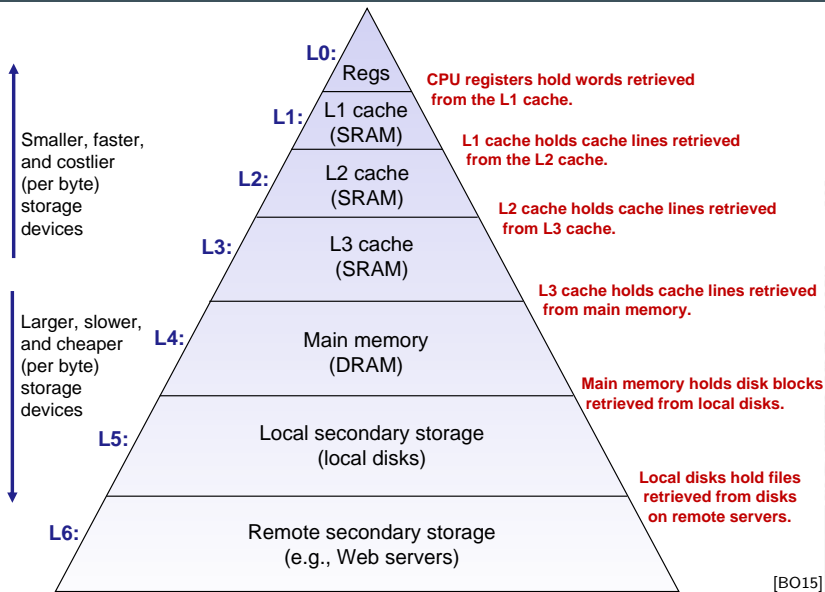 L0:
Regs
CPU registers hold words retrieved
from the L1 cache.
L1:
L1 cache
(SRAM)
L1 cache holds cache lines retrieved
from the L2 cache.
Smaller, faster,
and costlier
(per byte)
storage
devices
L2:
L2 cache
(SRAM)
L2 cache holds cache lines retrieved
from L3 cache.
L3:
L3 cache
(SRAM)
L3 cache holds cache lines retrieved
from main memory.
Larger, slower,
and cheaper
(per byte)
storage
devices
L4:
Main memory
(DRAM)
Main memory holds disk blocks
retrieved from local disks.
L5:
Local secondary storage
(local disks)
Local disks hold files
retrieved from disks
on remote servers.
L6:
Remote secondary storage
(e.g., Web servers)
[BO15]